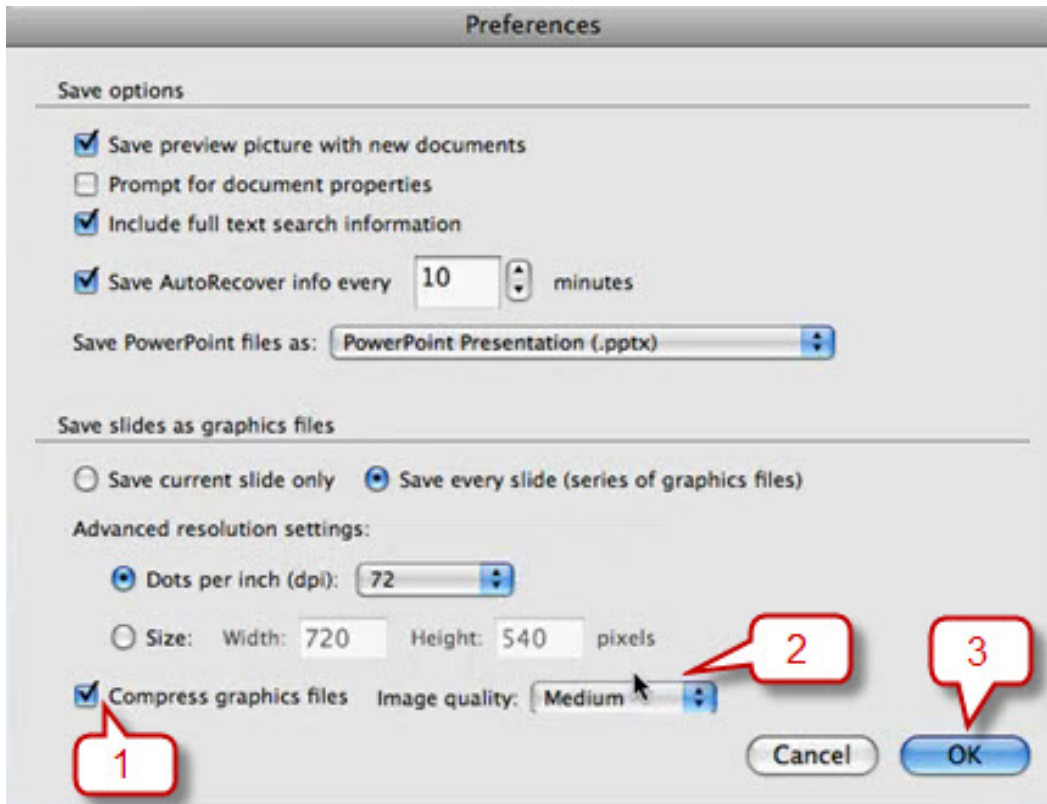 Preferences
Save options
Save preview picture with new documents
Prompt for document properties
Include full text search information
Save AutoRecover info every 10 minutes
Save PowerPoint files as: PowerPoint Presentation (.pptx)
Save slides as graphics files
Save current slide only Save every slide (series of graphics files)
Advanced resolution settings:
Dots per inch (dpi): 72
Size: Width: 720 Height: 540 pixels
2
3
Compress graphics files Image quality: Medium
1
Cancel OK